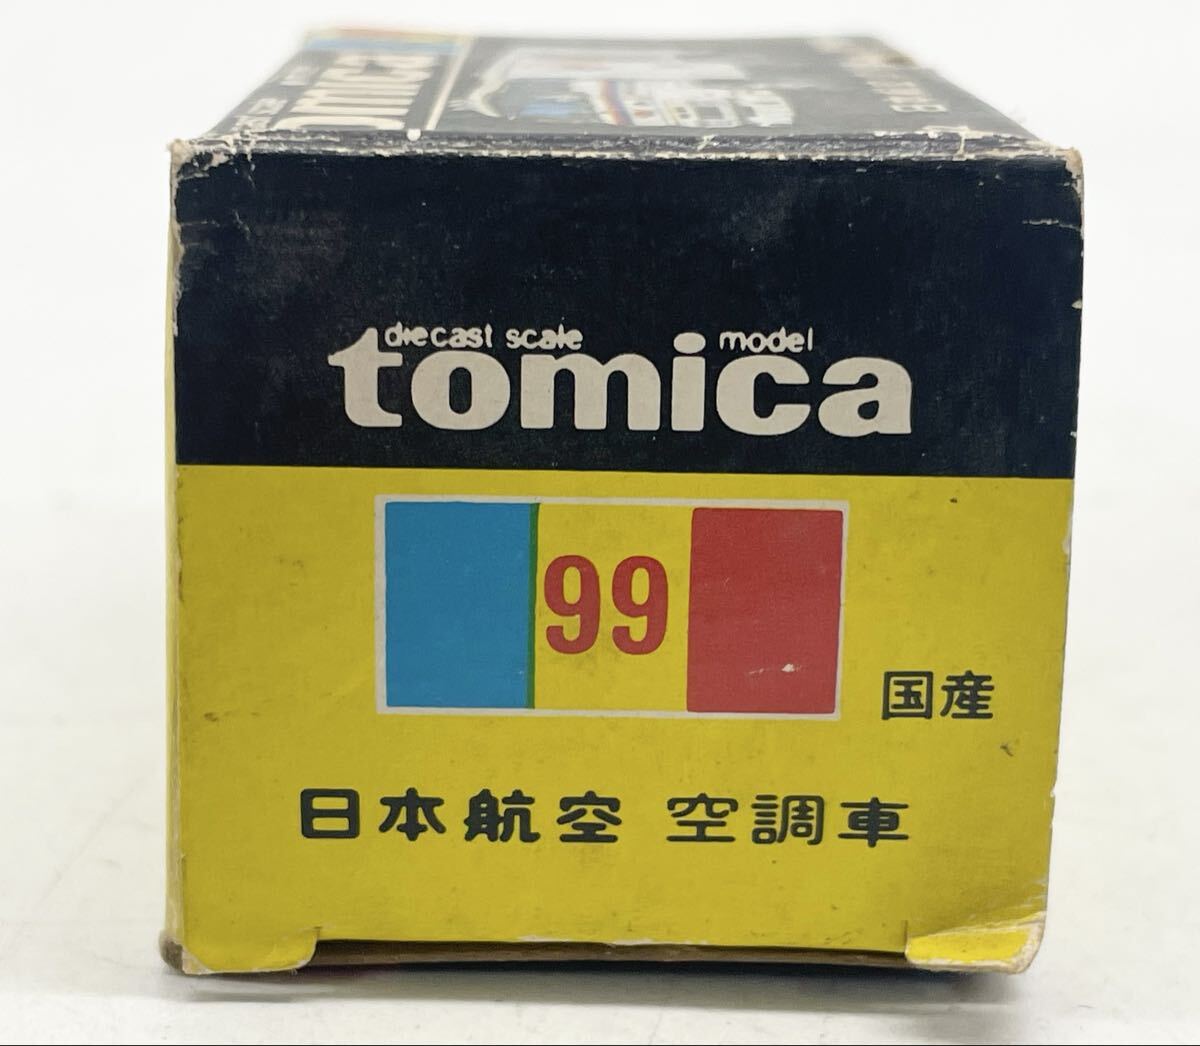 diecast scale model
tomica
99
国産
日本航空 空調車